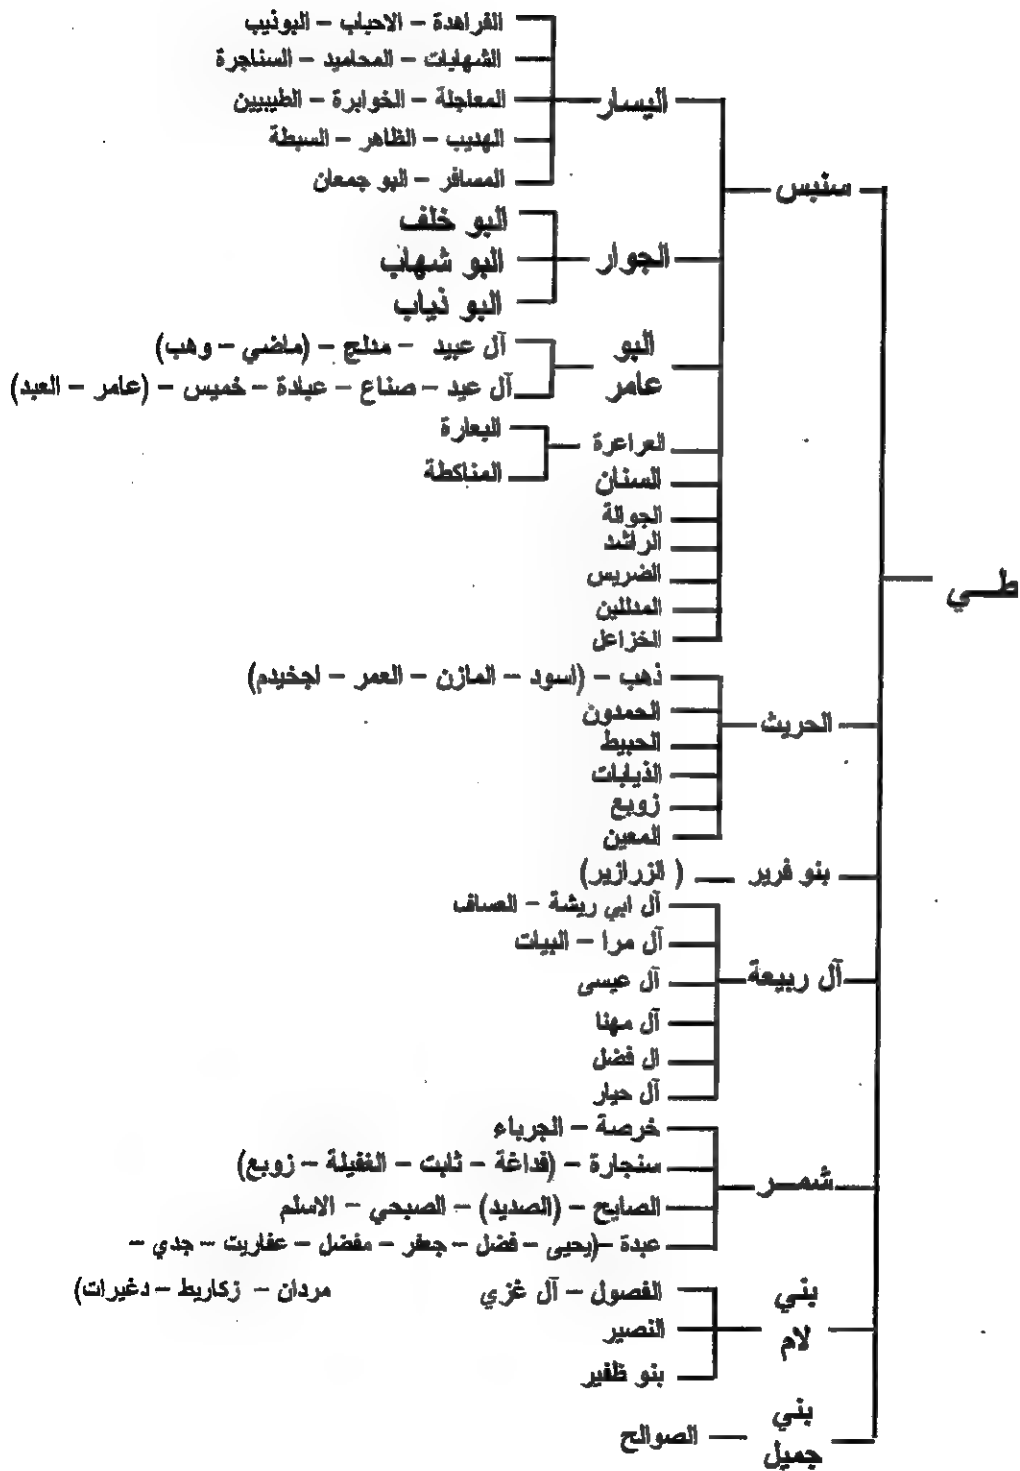 طي
سنبس
اليسار
الفراهدة – الاحباب – البوذيب
الشهابات – المحاميد – السناجرة
المعاجلة – الخوابرة – الطيبيين
الهديب – الظاهر – السبطة
المسافر – البو جمعان
الجوار
البو خلف
البو شهاب
البو ذياب
البو
عامر
آل عبيد – مدلج – (ماضي – وهب)
آل عيد – صناع – عبادة – خميس – (عامر – العبد)
العراعرة
البعارة
المناكطة
السنان
الجوالة
الراشد
الضريس
المدللين
الخزاعل
الحريث
ذهب – (اسود – المازن – العمر – اجخيدم)
الحمدون
الحبيط
الذيابات
زوبع
المعين
بنو فرير
( الزرازير)
آل ربيعة
آل ابي ريشة – العساف
آل مرا – البيات
آل عيسى
آل مهنا
ال فضل
آل حيار
شمر
خرصة – الجرباء
سنجارة – (فداغة – ثابت – الغفيلة – زوبع)
الصايح – (الصديد) – الصبحي – الاسلم
عبدة –(يحيى – فضل – جعفر – مفضل – عفاريت – جدي –
مردان – زكاريط – دغيرات)
بني
لام
الفصول – آل غزي
النصير
بنو ظفير
بني
جميل
الصوالح